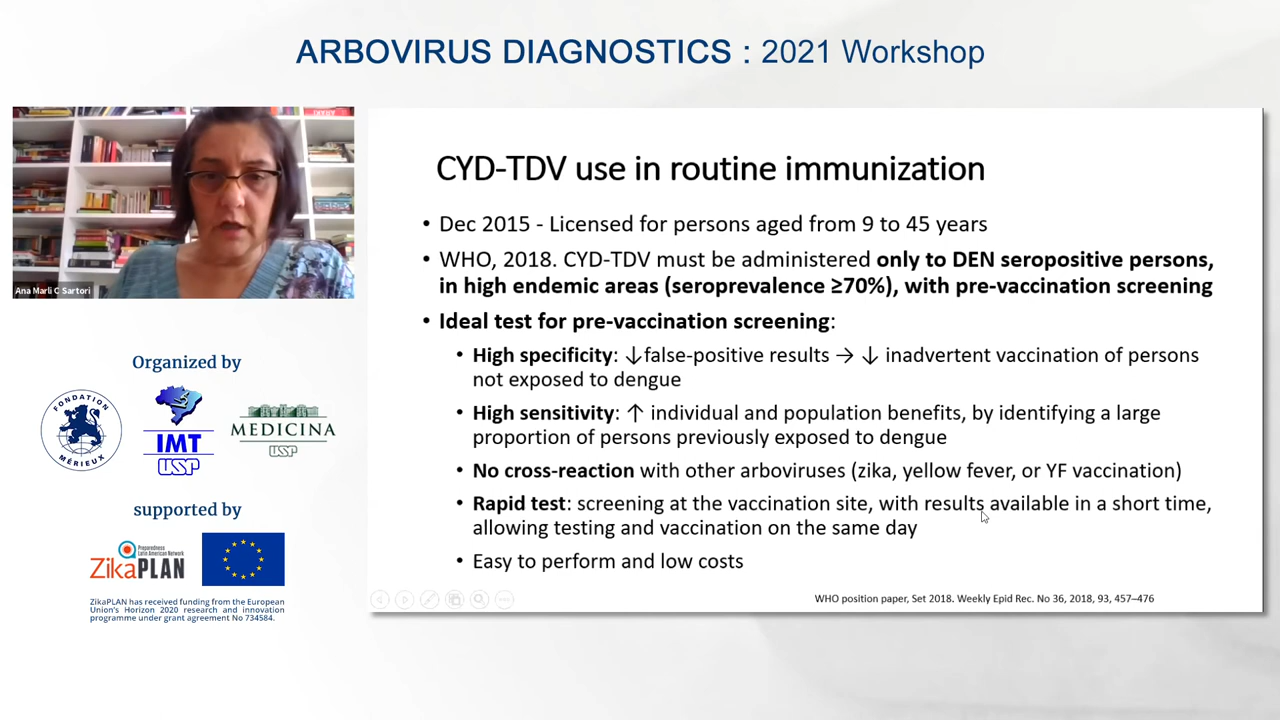 ARBOVIRUS DIAGNOSTICS : 2021 Workshop
Ana Marli C Sartori
Organized by
FONDATION
MÉRIEUX
IMT
USP
MEDICINA
USP
supported by
Preparedness
Latin American Network
ZikaPLAN
ZikaPLAN has received funding from the European
Union's Horizon 2020 research and innovation
programme under grant agreement No 734584.
CYD-TDV use in routine immunization
• Dec 2015 - Licensed for persons aged from 9 to 45 years
• WHO, 2018. CYD-TDV must be administered only to DEN seropositive persons,
in high endemic areas (seroprevalence ≥70%), with pre-vaccination screening
• Ideal test for pre-vaccination screening:
• High specificity: ↓false-positive results → ↓ inadvertent vaccination of persons
not exposed to dengue
• High sensitivity: ↑ individual and population benefits, by identifying a large
proportion of persons previously exposed to dengue
• No cross-reaction with other arboviruses (zika, yellow fever, or YF vaccination)
• Rapid test: screening at the vaccination site, with results available in a short time,
allowing testing and vaccination on the same day
• Easy to perform and low costs
WHO position paper, Set 2018. Weekly Epid Rec. No 36, 2018, 93, 457–476